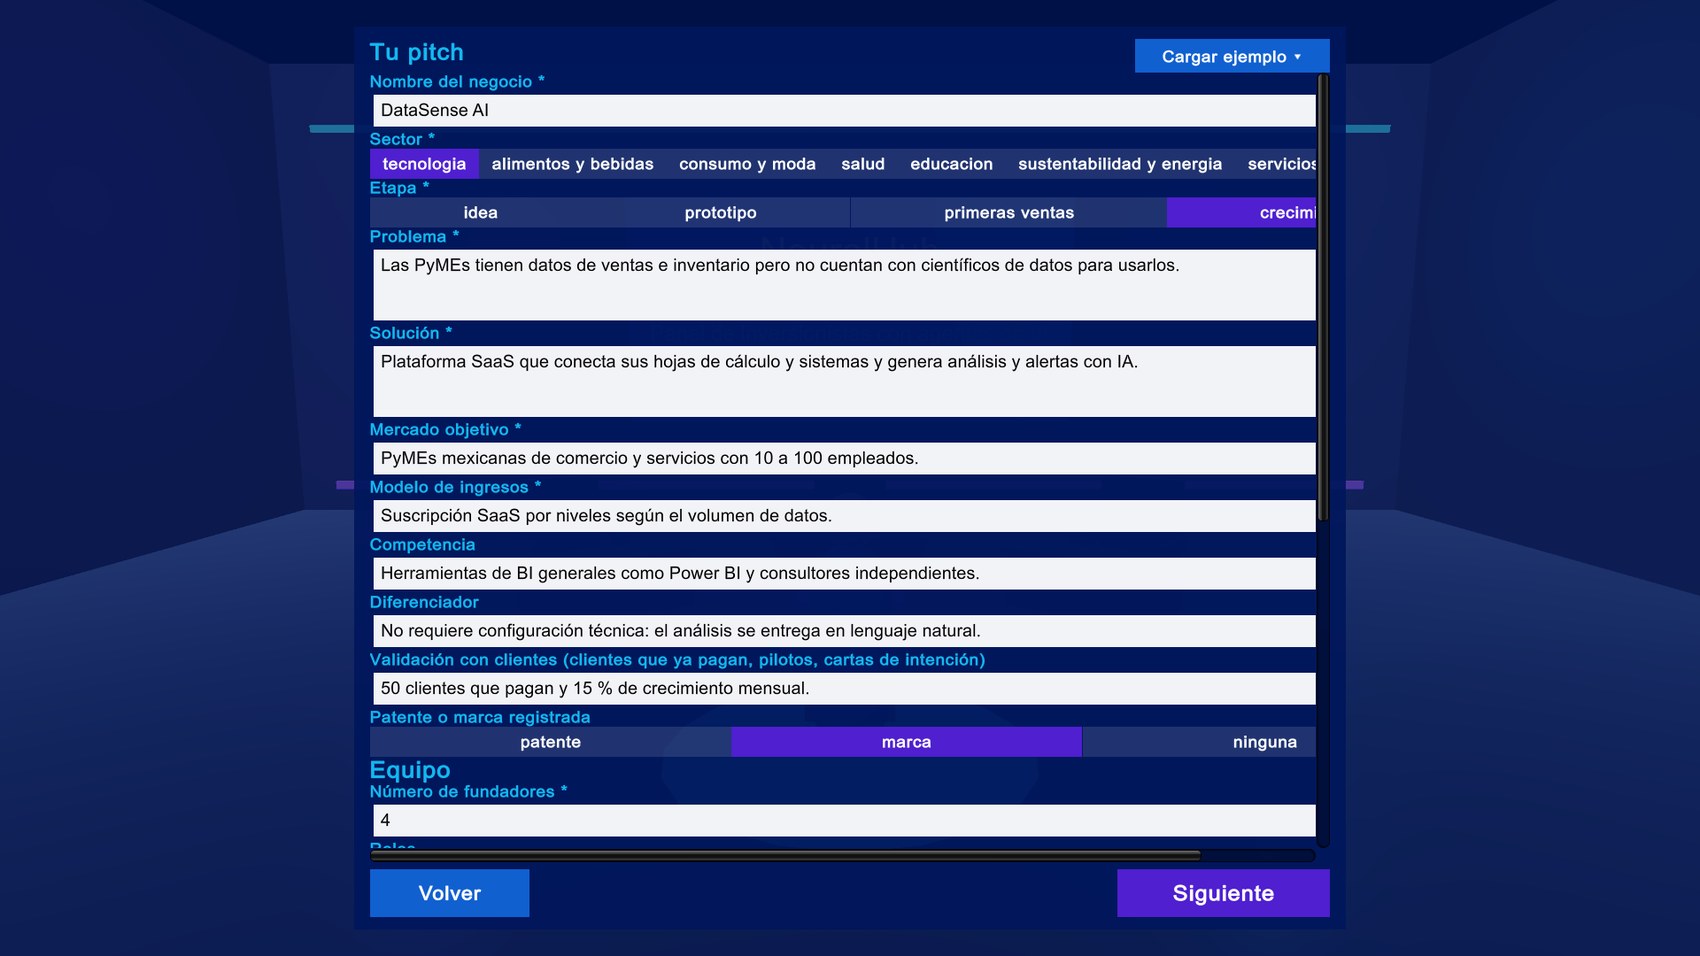 Tu pitch
Cargar ejemplo
Nombre del negocio *
DataSense AI
Sector *
tecnologia alimentos y bebidas consumo y moda salud educacion sustentabilidad y energia servicios
Etapa *
idea prototipo primeras ventas crecimi
Problema *
Las PyMEs tienen datos de ventas e inventario pero no cuentan con científicos de datos para usarlos.
Solución *
Plataforma SaaS que conecta sus hojas de cálculo y sistemas y genera análisis y alertas con IA.
Mercado objetivo *
PyMEs mexicanas de comercio y servicios con 10 a 100 empleados.
Modelo de ingresos *
Suscripción SaaS por niveles según el volumen de datos.
Competencia
Herramientas de BI generales como Power BI y consultores independientes.
Diferenciador
No requiere configuración técnica: el análisis se entrega en lenguaje natural.
Validación con clientes (clientes que ya pagan, pilotos, cartas de intención)
50 clientes que pagan y 15 % de crecimiento mensual.
Patente o marca registrada
patente marca ninguna
Equipo
Número de fundadores *
4
Volver Siguiente